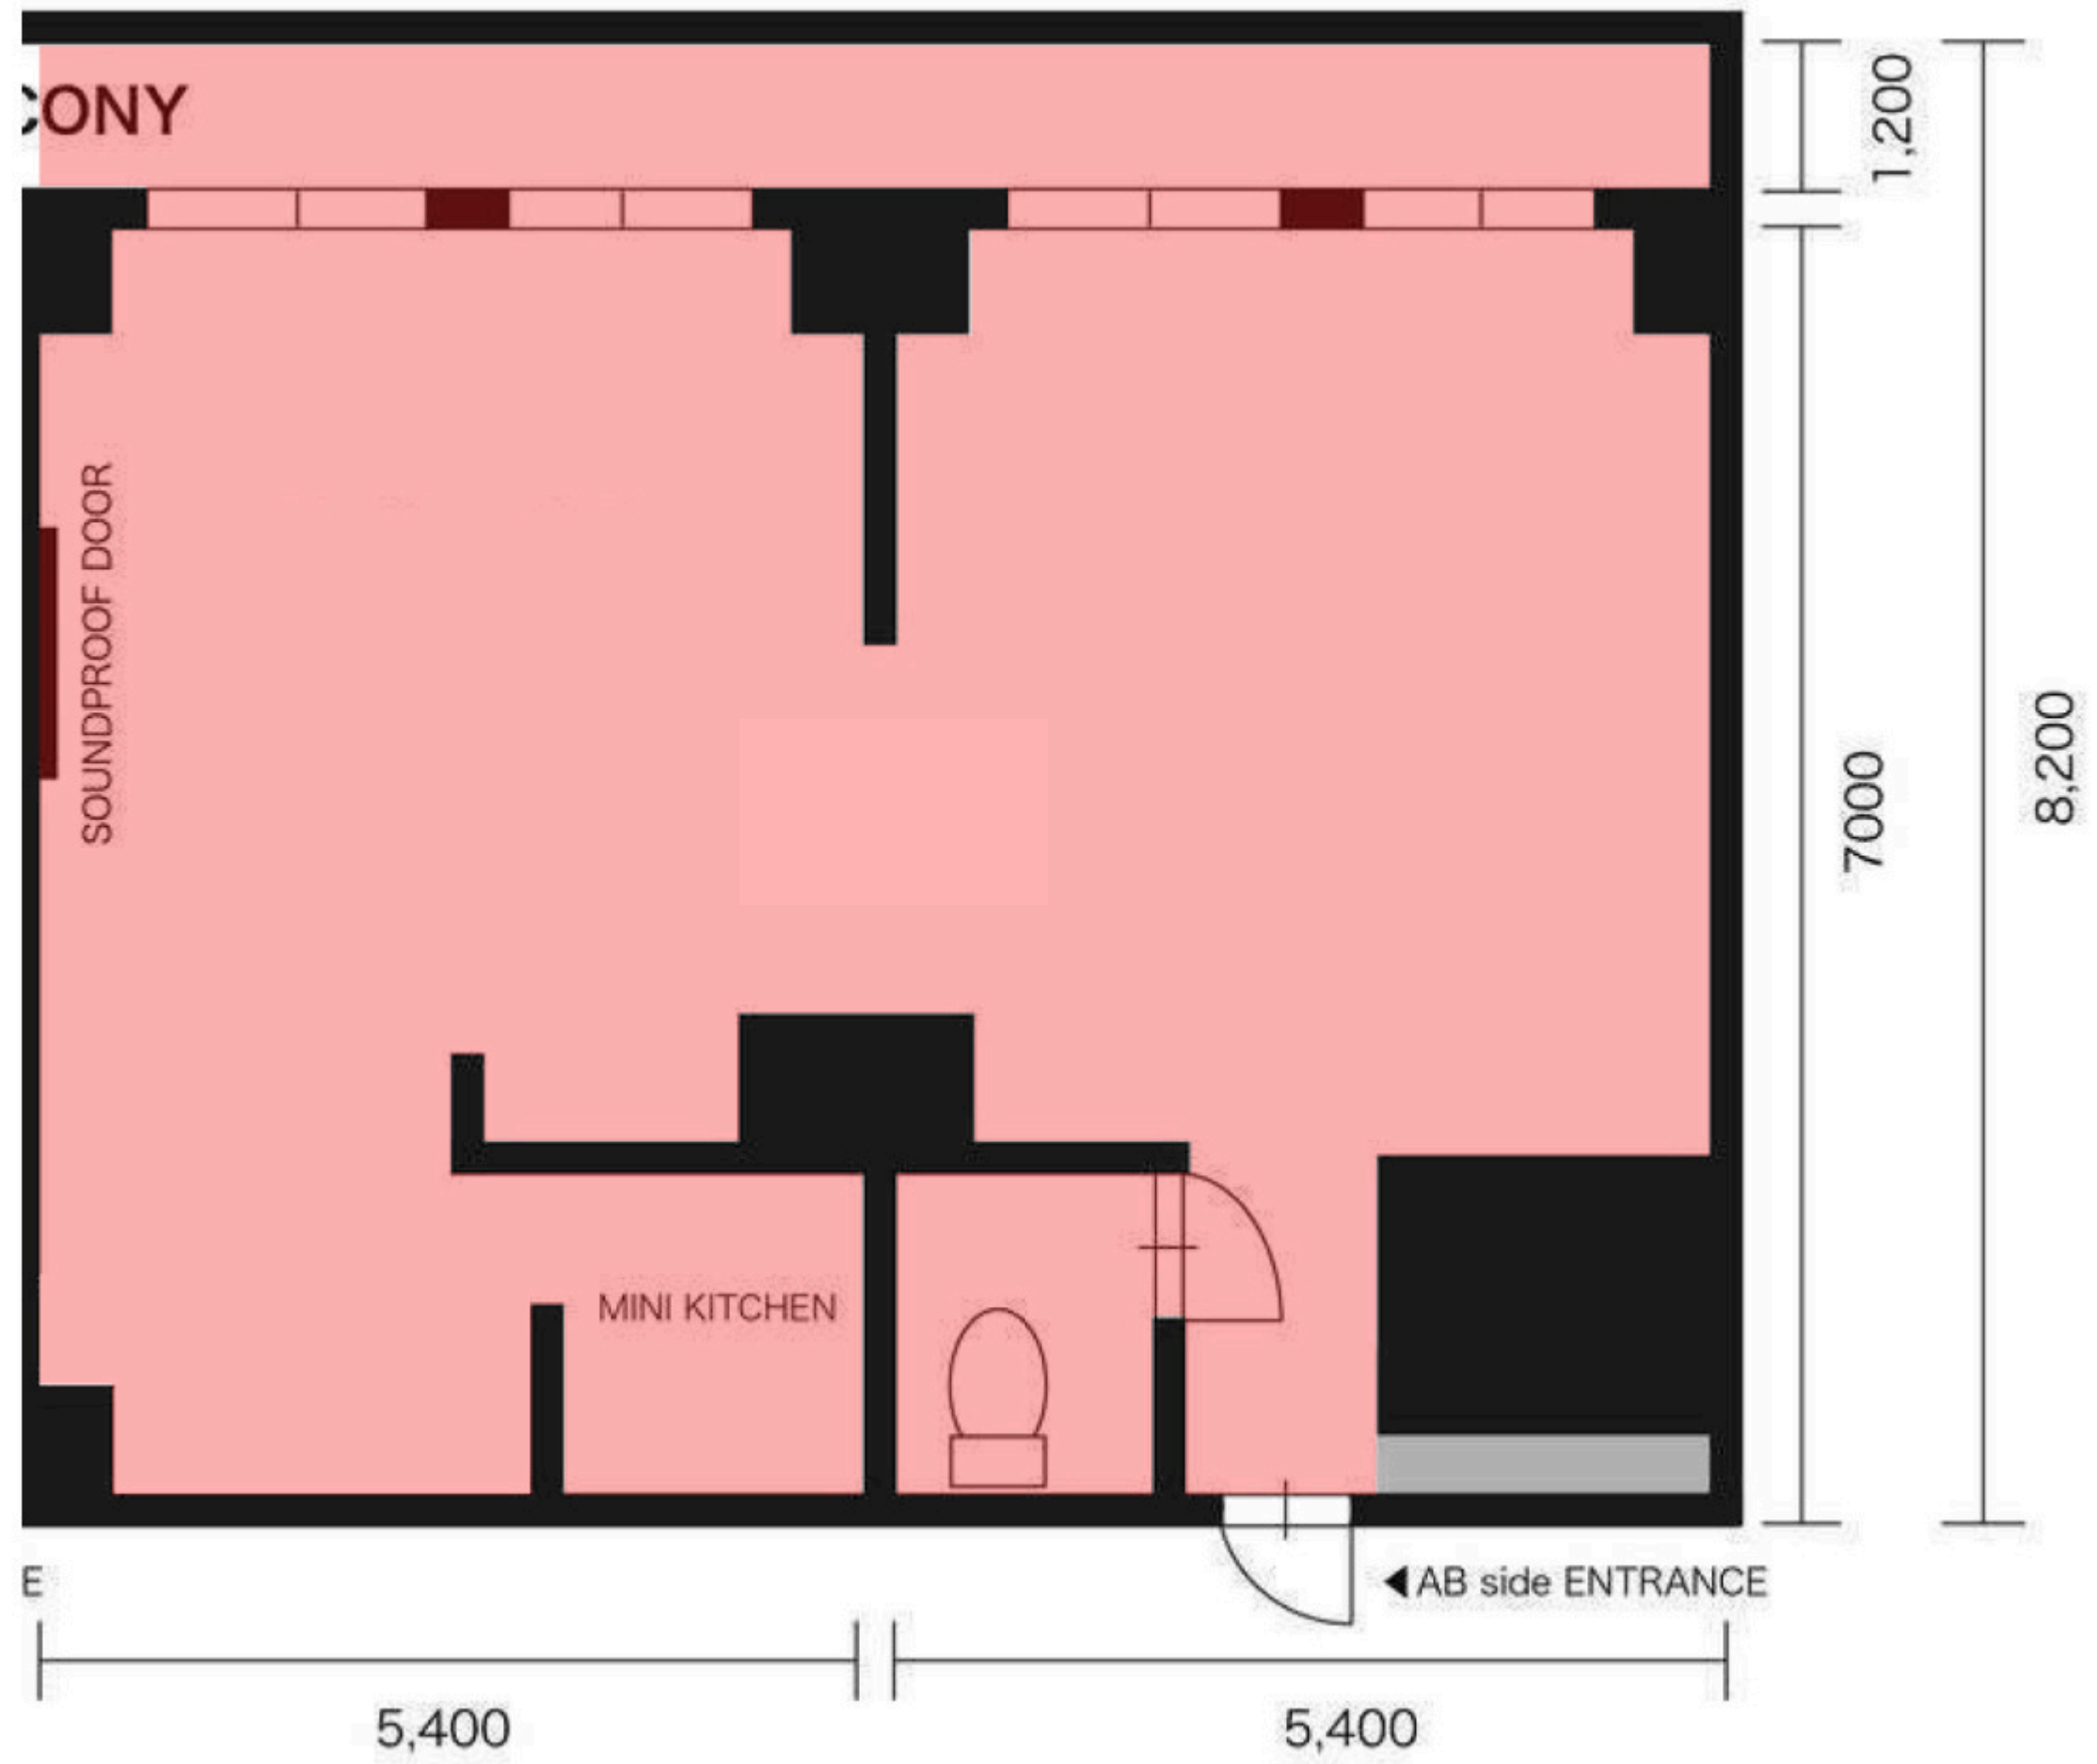 CONY
1,200
SOUNDPROOF DOOR
7000
8,200
MINI KITCHEN
E
◀AB side ENTRANCE
5,400
5,400